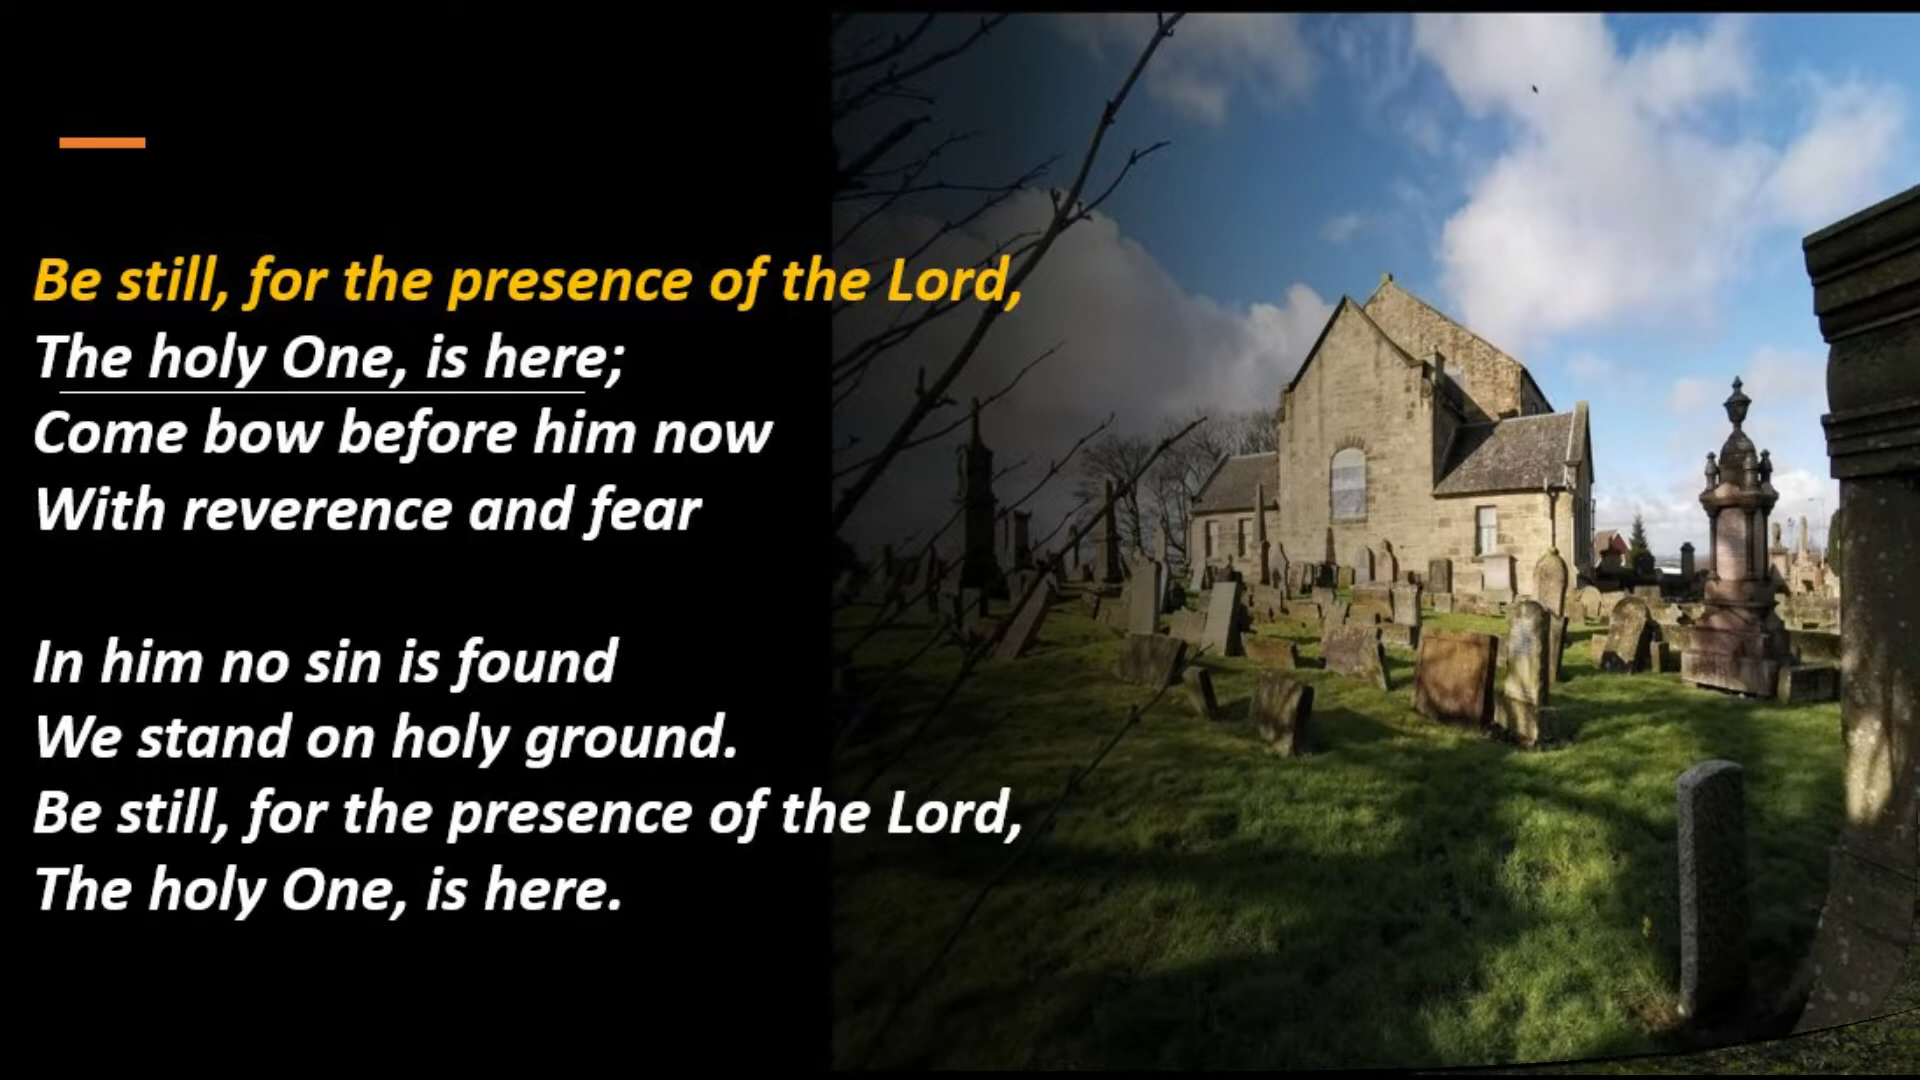 Be still, for the presence of the Lord,
The holy One, is here;
Come bow before him now
With reverence and fear
In him no sin is found
We stand on holy ground.
Be still, for the presence of the Lord,
The holy One, is here.